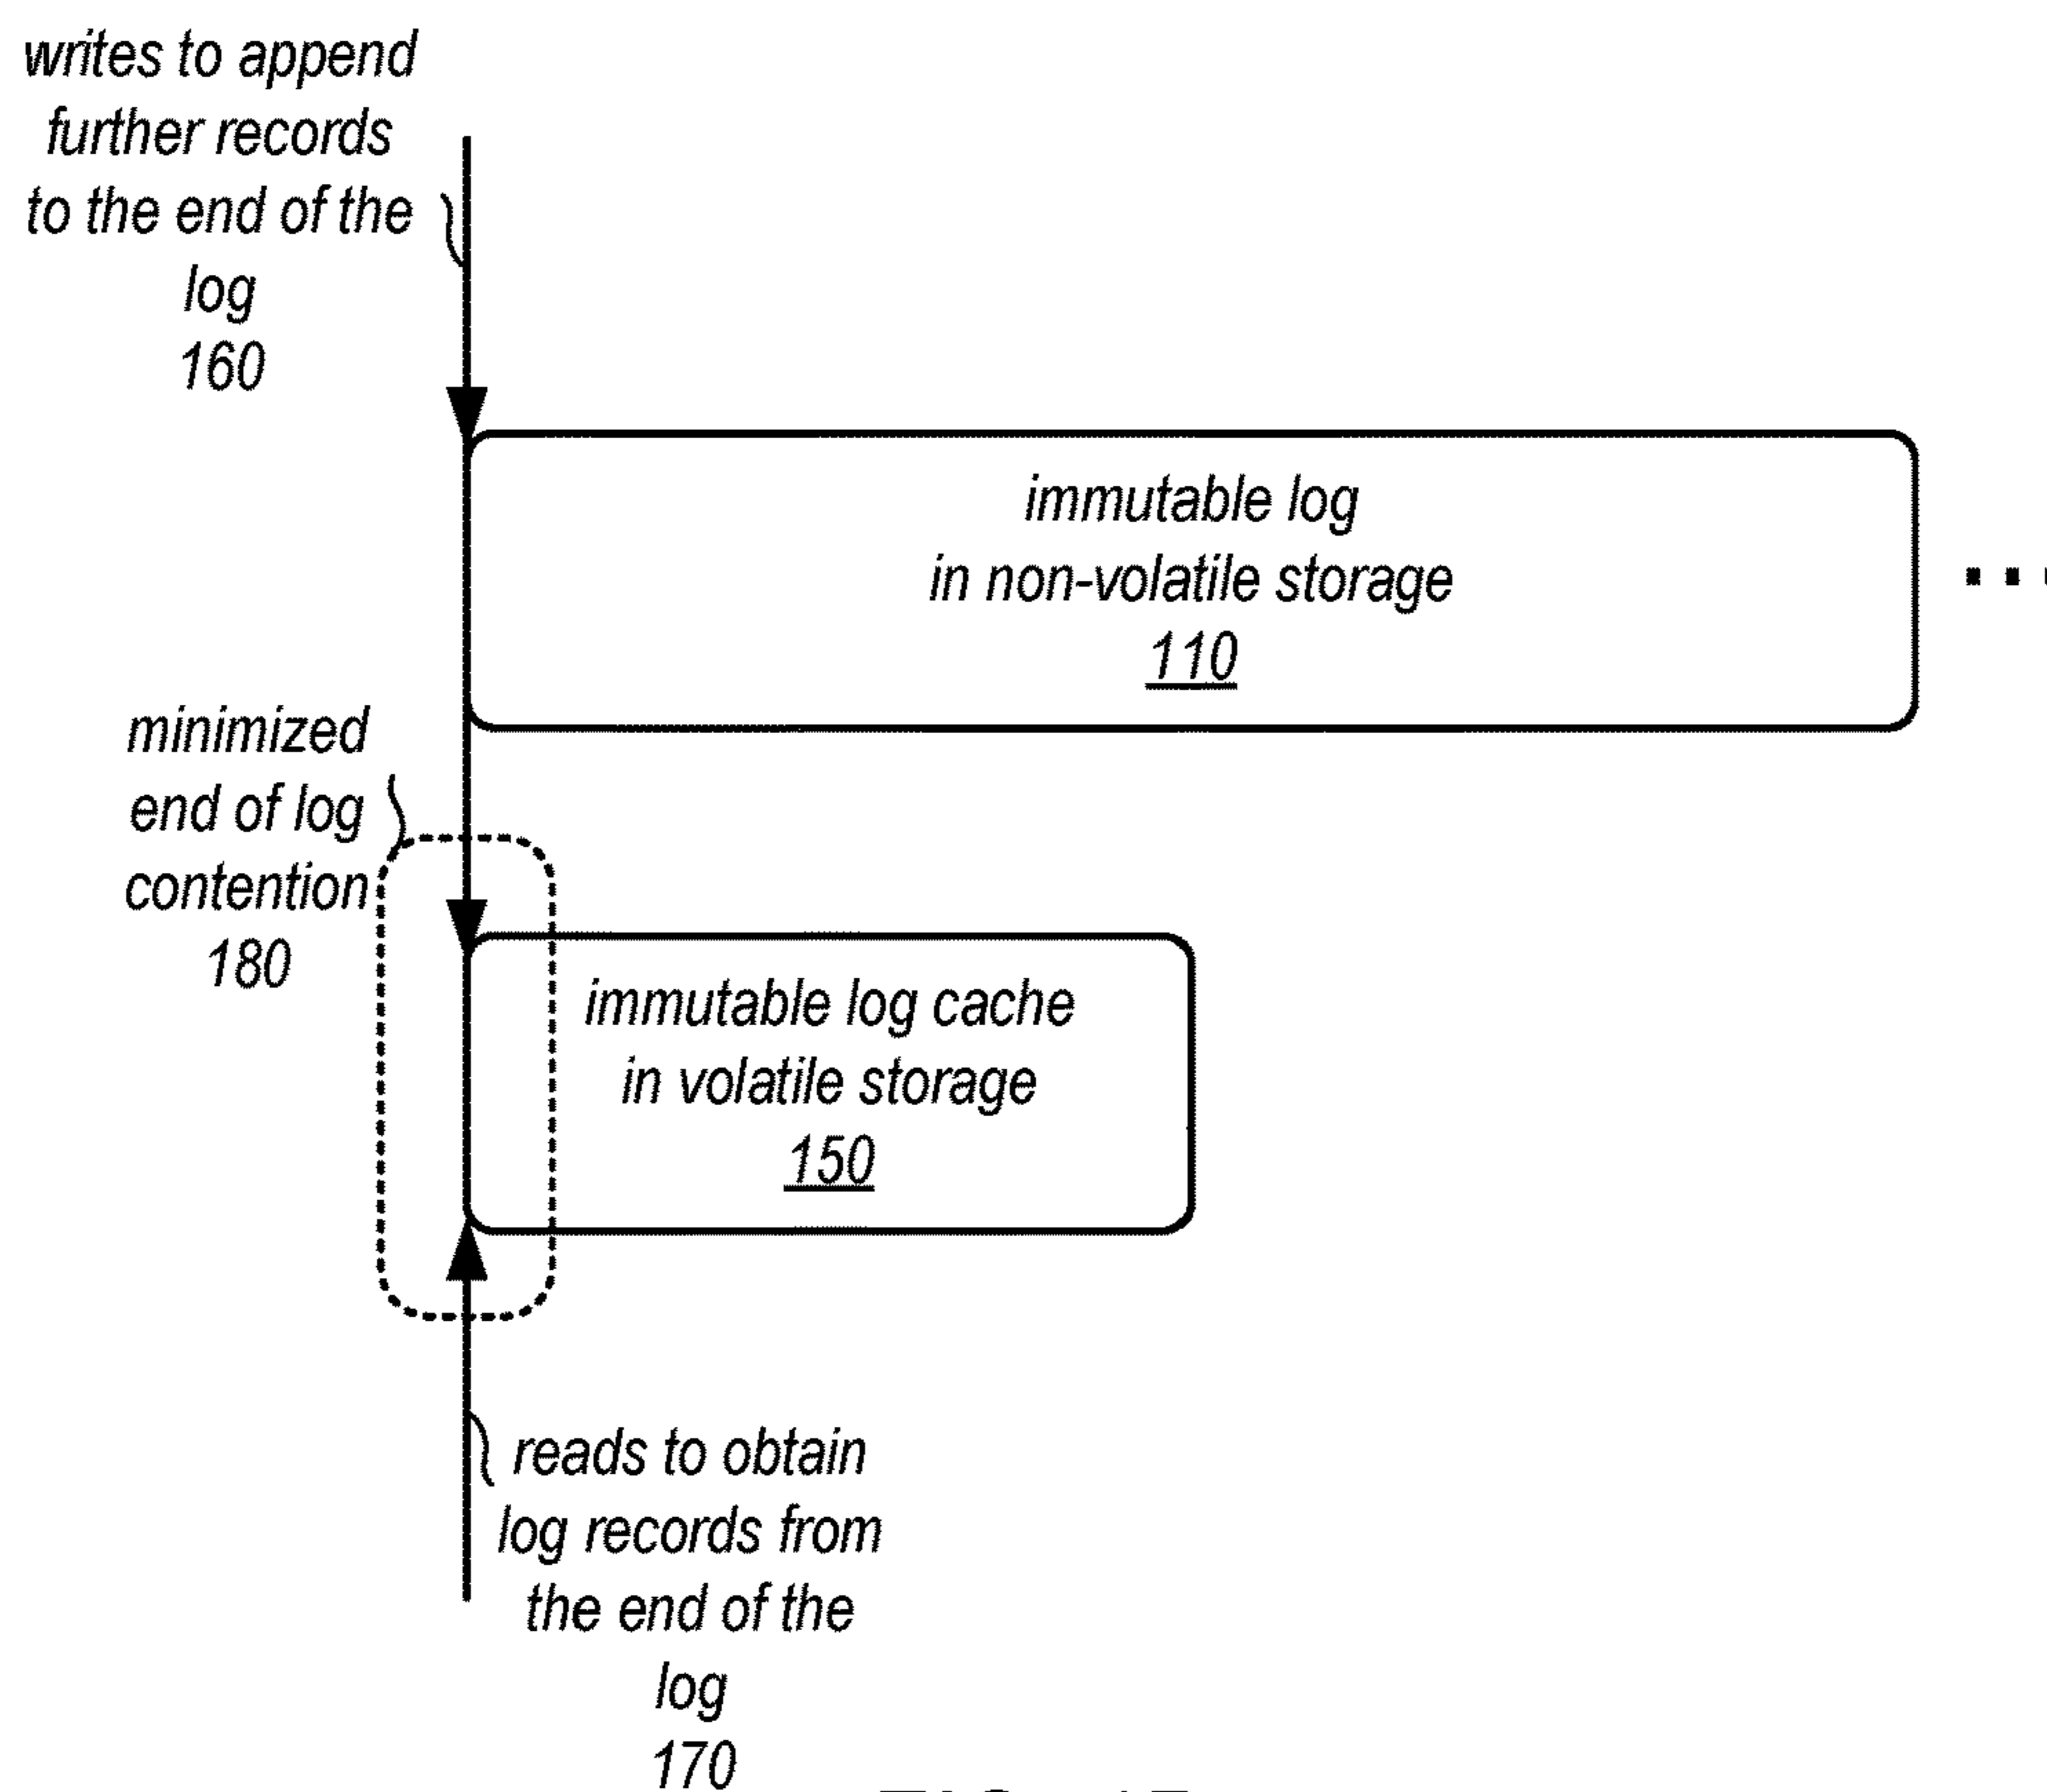 writes to append
further records
to the end of the
log
160
immutable log
in non-volatile storage
110
minimized
end of log
contention
180
immutable log cache
in volatile storage
150
reads to obtain
log records from
the end of the
log
170